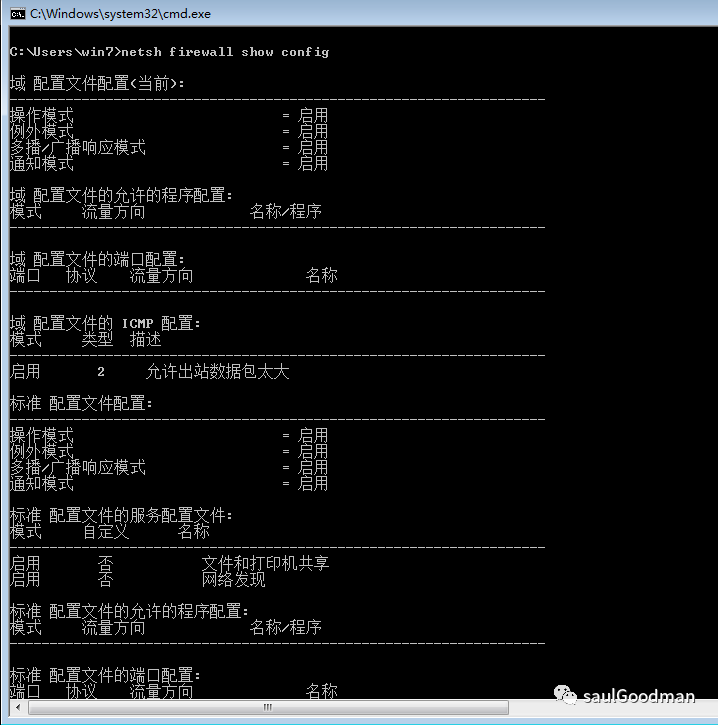 C:\Windows\system32\cmd.exe
C:\Users\win7>netsh firewall show config
域 配置文件配置(当前):
-------------------------------------------------------------------
操作模式 = 启用
例外模式 = 启用
多播/广播响应模式 = 启用
通知模式 = 启用
域 配置文件的允许的程序配置:
模式 流量方向 名称/程序
-------------------------------------------------------------------
域 配置文件的端口配置:
端口 协议 流量方向 名称
-------------------------------------------------------------------
域 配置文件的 ICMP 配置:
模式 类型 描述
-------------------------------------------------------------------
启用 2 允许出站数据包太大
标准 配置文件配置:
-------------------------------------------------------------------
操作模式 = 启用
例外模式 = 启用
多播/广播响应模式 = 启用
通知模式 = 启用
标准 配置文件的服务配置文件:
模式 自定义 名称
-------------------------------------------------------------------
启用 否 文件和打印机共享
启用 否 网络发现
标准 配置文件的允许的程序配置:
模式 流量方向 名称/程序
-------------------------------------------------------------------
标准 配置文件的端口配置:
端口 协议 流量方向 名称
saulGoodman